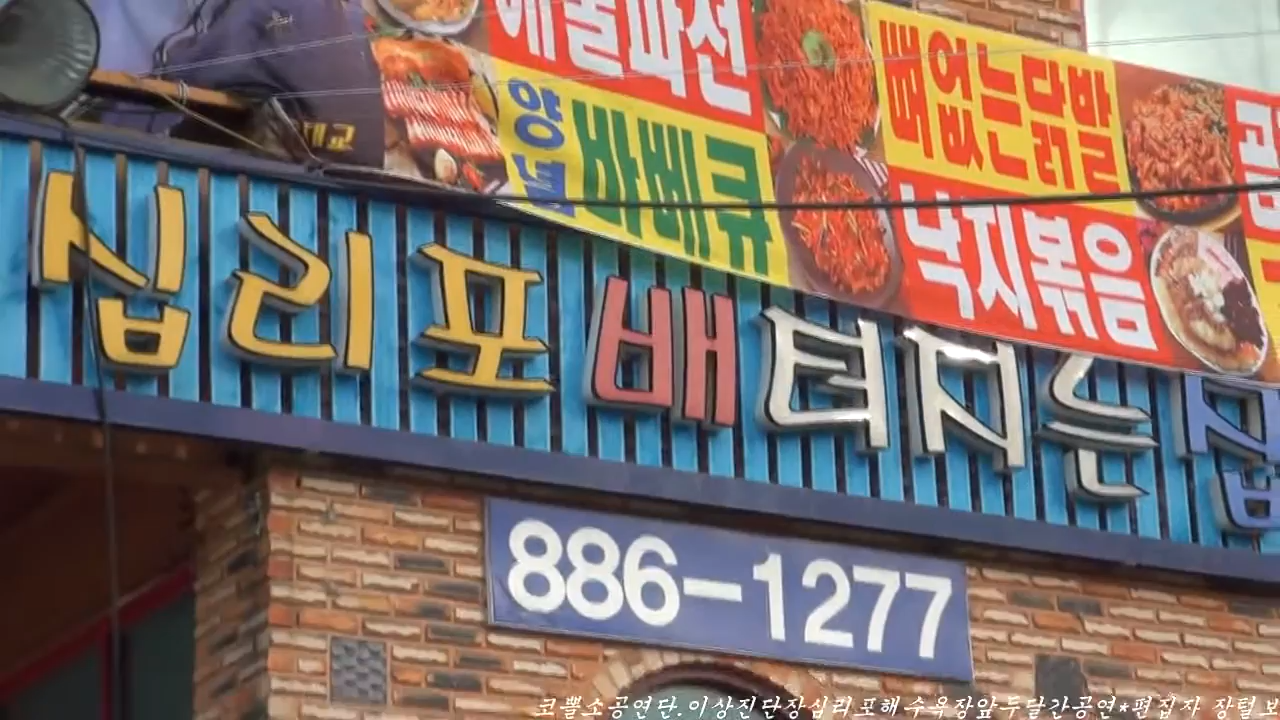 해물파전
양념 바베큐
뼈없는닭발
낙지볶음
대교
십리포 배터지는 집
886-1277
코뿔소공연단.이상진단장십리포해수욕장앞두달간공연*편집자 장털보